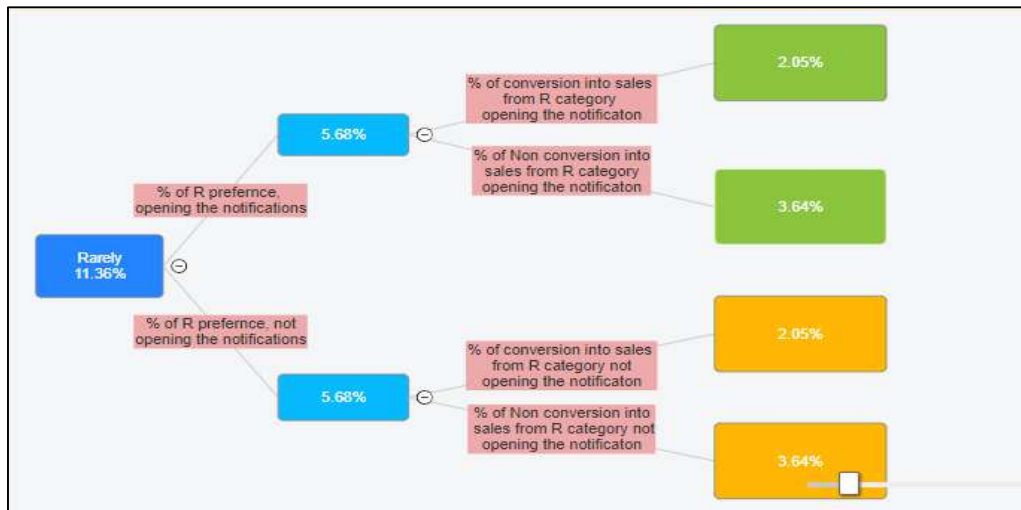 2.05%
% of conversion into sales
from R category
opening the notificaton
5.68%
% of Non conversion into
sales from R category
opening the notificaton
3.64%
% of R prefernce,
opening the notifications
Rarely
11.36%
% of R prefernce, not
opening the notifications
2.05%
% of conversion into sales
from R category not
opening the notificaton
5.68%
% of Non conversion into
sales from R category not
opening the notificaton
3.64%